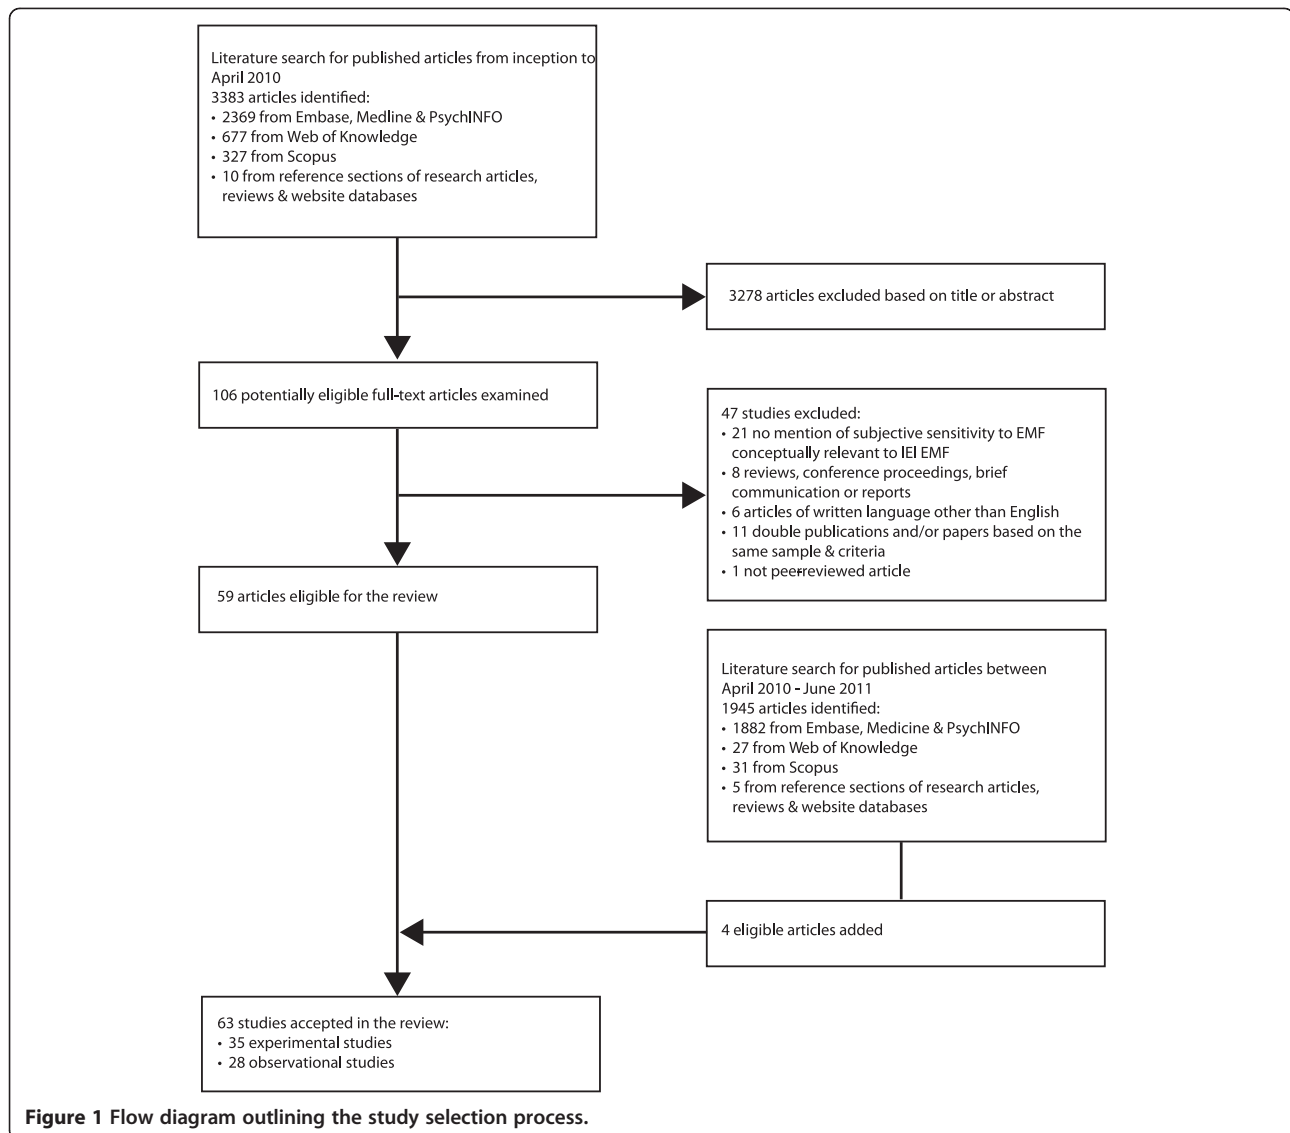 Literature search for published articles from inception to
April 2010
3383 articles identified:
• 2369 from Embase, Medline & PsychINFO
• 677 from Web of Knowledge
• 327 from Scopus
• 10 from reference sections of research articles,
reviews & website databases
3278 articles excluded based on title or abstract
106 potentially eligible full-text articles examined
47 studies excluded:
• 21 no mention of subjective sensitivity to EMF
conceptually relevant to IEI EMF
• 8 reviews, conference proceedings, brief
communication or reports
• 6 articles of written language other than English
• 11 double publications and/or papers based on the
same sample & criteria
• 1 not peer-reviewed article
59 articles eligible for the review
Literature search for published articles between
April 2010 - June 2011
1945 articles identified:
• 1882 from Embase, Medicine & PsychINFO
• 27 from Web of Knowledge
• 31 from Scopus
• 5 from reference sections of research articles,
reviews & website databases
4 eligible articles added
63 studies accepted in the review:
• 35 experimental studies
• 28 observational studies
Figure 1 Flow diagram outlining the study selection process.